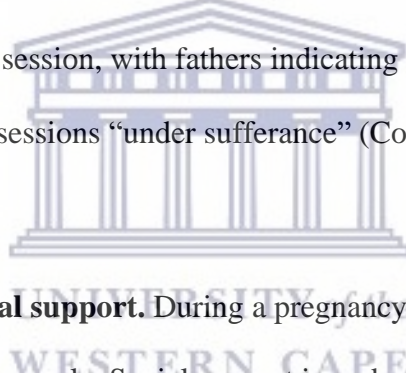 session, with fathers indicating
sessions “under sufferance” (Co
al support. During a pregnancy
UNIVERSITY of the
WESTERN CAPE